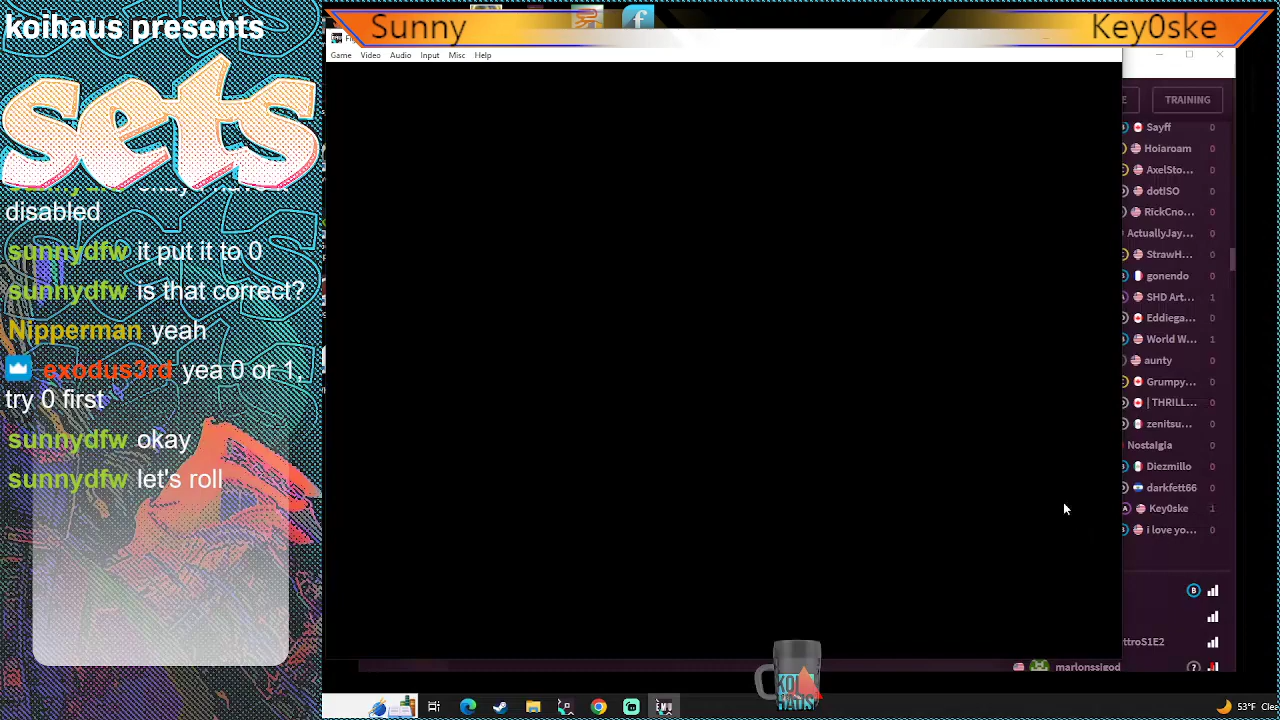 koihaus presents
sets
disabled
sunnydfw it put it to 0
sunnydfw is that correct?
Nipperman yeah
exodus3rd yea 0 or 1,
try 0 first
sunnydfw okay
sunnydfw let's roll
Sunny
Key0ske
Game Video Audio Input Misc Help
TRAINING
Sayff 0
Hoiaroam 0
AxelSto... 0
dotISO 0
RickCno... 0
ActuallyJay... 0
StrawH... 0
gonendo 0
SHD Art... 1
Eddiega... 0
World W... 1
aunty 0
Grumpy... 0
| THRILL... 0
zenitsu... 0
Nostalgia 0
Diezmillo 0
darkfett66 0
Key0ske 1
i love yo... 0
B
ttroS1E2
marlonssigod ?
53°F Clea